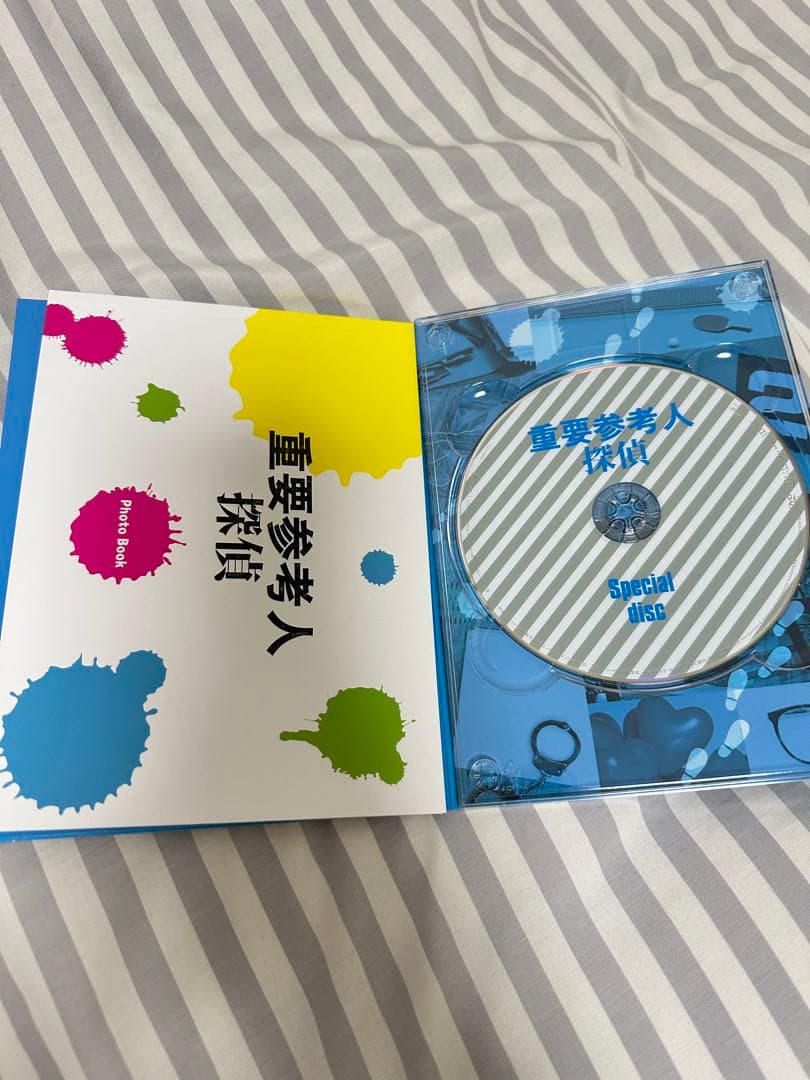 重要参考人
探偵
Photo Book
重要参考人
探偵
Special
disc